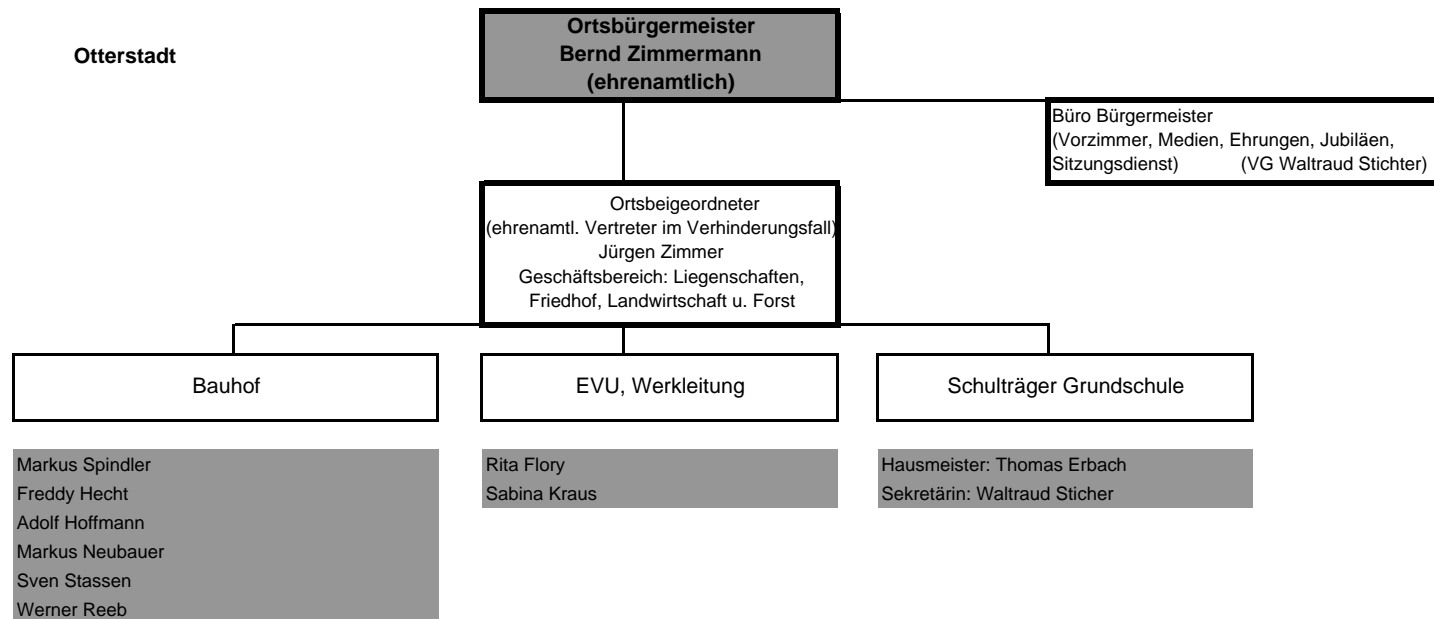 Otterstadt
Ortsbürgermeister
Bernd Zimmermann
(ehrenamtlich)
Büro Bürgermeister
(Vorzimmer, Medien, Ehrungen, Jubiläen,
Sitzungsdienst) (VG Waltraud Stichter)
Ortsbeigeordneter
(ehrenamtl. Vertreter im Verhinderungsfall)
Jürgen Zimmer
Geschäftsbereich: Liegenschaften,
Friedhof, Landwirtschaft u. Forst
Bauhof
EVU, Werkleitung
Schulträger Grundschule
Markus Spindler
Freddy Hecht
Adolf Hoffmann
Markus Neubauer
Sven Stassen
Werner Reeb
Rita Flory
Sabina Kraus
Hausmeister: Thomas Erbach
Sekretärin: Waltraud Sticher